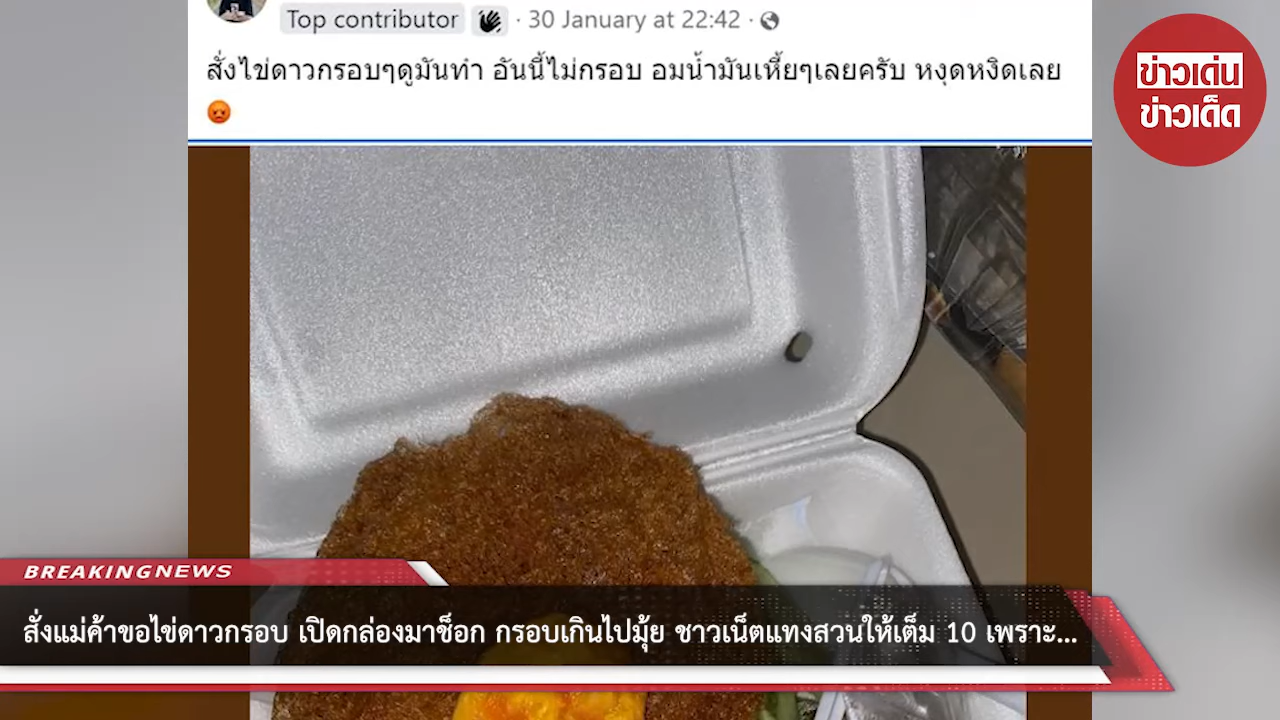 Top contributor · 30 January at 22:42 ·
สั่งไข่ดาวกรอบๆดูมันทำ อันนี้ไม่กรอบ อมน้ำมันเหี้ยๆเลยครับ หงุดหงิดเลย
😡
ข่าวเด่น
ข่าวเด็ด
BREAKING NEWS
สั่งแม่ค้าขอไข่ดาวกรอบ เปิดกล่องมาช็อก กรอบเกินไปมุ้ย ชาวเน็ตแทงสวนให้เต็ม 10 เพราะ...